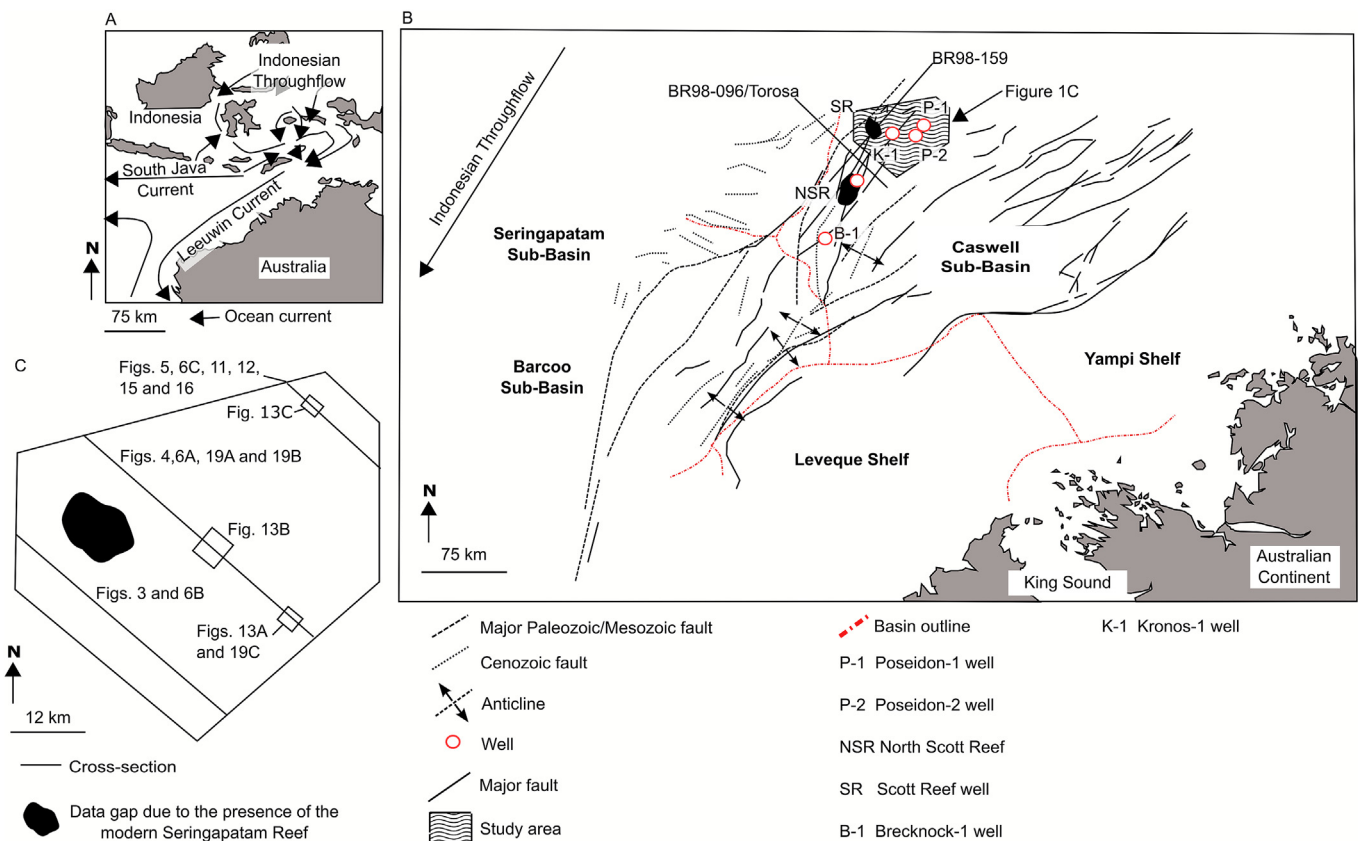 A
Indonesian
Throughflow
Indonesia
South Java
Current
Leeuwin Current
Australia
N
75 km
Ocean current
B
BR98-159
BR98-096/Torosa
SR
P-1
Figure 1C
K-1
P-2
NSR
B-1
Indonesian Throughflow
Seringapatam
Sub-Basin
Caswell
Sub-Basin
Barcoo
Sub-Basin
Yampi Shelf
Leveque Shelf
N
75 km
King Sound
Australian
Continent
C
Figs. 5, 6C, 11, 12,
15 and 16
Fig. 13C
Figs. 4,6A, 19A and 19B
Fig. 13B
Figs. 3 and 6B
Figs. 13A
and 19C
N
12 km
Cross-section
Data gap due to the presence of the
modern Seringapatam Reef
Major Paleozoic/Mesozoic fault
Cenozoic fault
Anticline
Well
Major fault
Study area
Basin outline
P-1 Poseidon-1 well
P-2 Poseidon-2 well
NSR North Scott Reef
SR Scott Reef well
B-1 Brecknock-1 well
K-1 Kronos-1 well